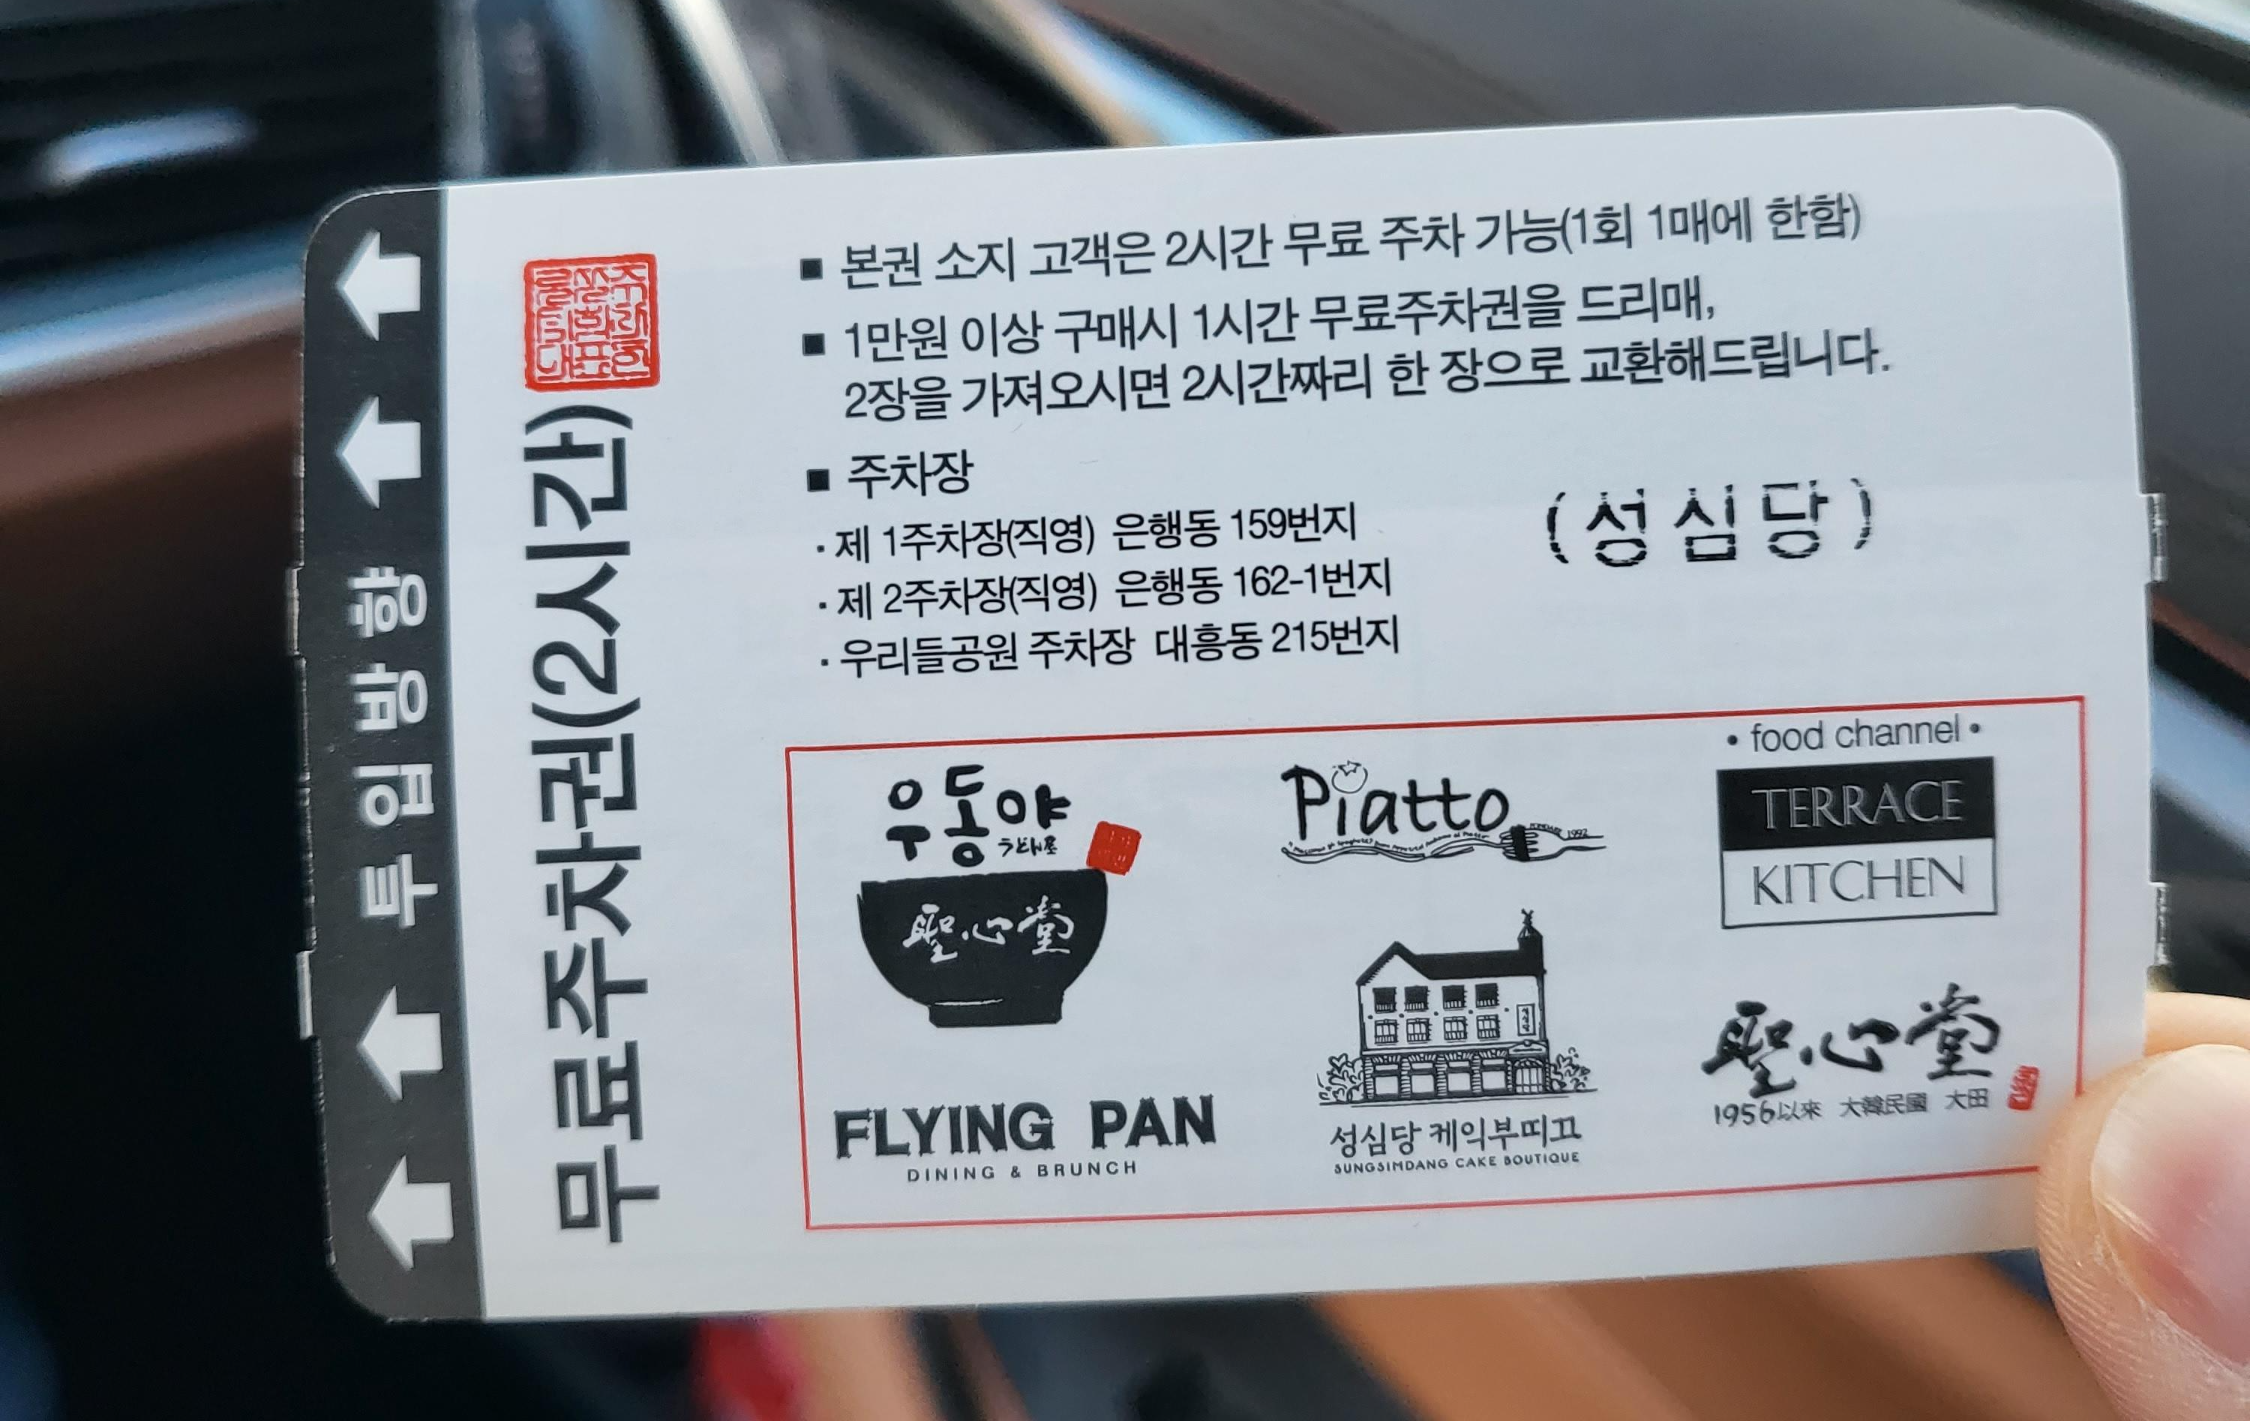 투입방향
무료주차권(2시간)
■ 본권 소지 고객은 2시간 무료 주차 가능(1회 1매에 한함)
■ 1만원 이상 구매시 1시간 무료주차권을 드리매,
2장을 가져오시면 2시간짜리 한 장으로 교환해드립니다.
■ 주차장
· 제 1주차장(직영) 은행동 159번지
· 제 2주차장(직영) 은행동 162-1번지
· 우리들공원 주차장 대흥동 215번지
(성심당)
우동야
うどん屋
聖心堂
Piatto
• food channel •
TERRACE
KITCHEN
FLYING PAN
DINING & BRUNCH
성심당 케익부띠끄
SUNGSIMDANG CAKE BOUTIQUE
聖心堂
1956以來 大韓民國 大田